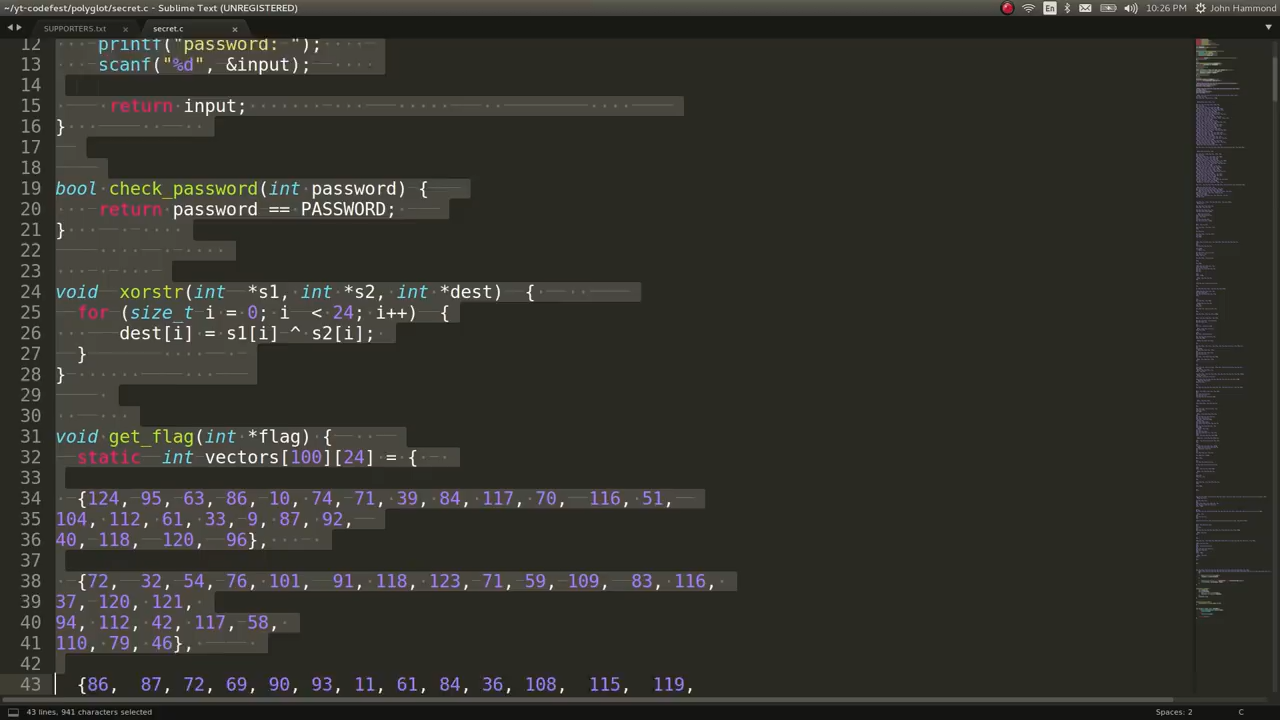 ~/yt-codefest/polyglot/secret.c - Sublime Text (UNREGISTERED)
En
10:26 PM
John Hammond
SUPPORTERS.txt
×
secret.c
×
12 printf("password: ");
13 scanf("%d", &input);
14
15 return input;
16 }
17
18
19 bool check_password(int password) {
20 return password == PASSWORD;
21 }
22
23
24 void xorstr(int *s1, int *s2, int *dest) {
25 for (size_t i = 0; i < 24; i++) {
26 dest[i] = s1[i] ^ s2[i];
27 }
28 }
29
30
31 void get_flag(int *flag) {
32 static int vectors[100][24] = {
33
34 {124, 95, 63, 86, 10, 74, 71, 39, 84, 117, 70, 116, 51,
35 104, 112, 61, 33, 9, 87, 92,
36 40, 118, 120, 96},
37
38 {72, 32, 54, 76, 101, 91, 118, 123, 71, 59, 109, 83, 116,
39 37, 120, 121,
40 94, 112, 42, 117, 58,
41 110, 79, 46},
42
43 {86, 87, 72, 69, 90, 93, 11, 61, 84, 36, 108, 115, 119,
43 lines, 941 characters selected
Spaces: 2
C